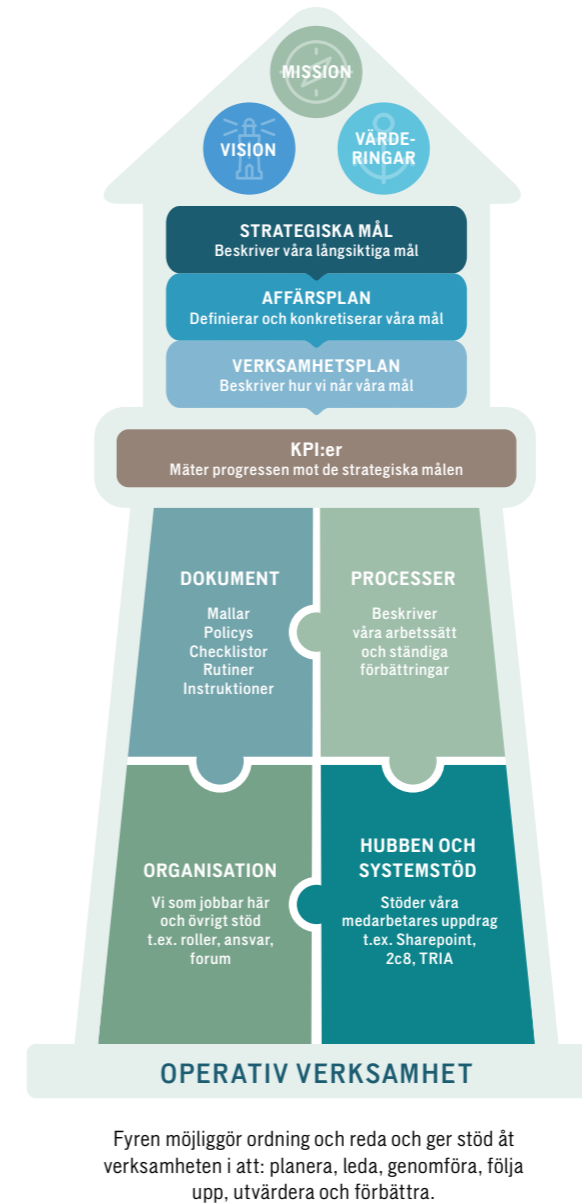 MISSION
VISION
VÄRDE-
RINGAR
STRATEGISKA MÅL
Beskriver våra långsiktiga mål
AFFÄRSPLAN
Definierar och konkretiserar våra mål
VERKSAMHETSPLAN
Beskriver hur vi når våra mål
KPI:er
Mäter progressen mot de strategiska målen
DOKUMENT
Mallar
Policys
Checklistor
Rutiner
Instruktioner
PROCESSER
Beskriver
våra arbetssätt
och ständiga
förbättringar
ORGANISATION
Vi som jobbar här
och övrigt stöd
t.ex. roller, ansvar,
forum
HUBBEN OCH
SYSTEMSTÖD
Stöder våra
medarbetares uppdrag
t.ex. Sharepoint,
2c8, TRIA
OPERATIV VERKSAMHET
Fyren möjliggör ordning och reda och ger stöd åt
verksamheten i att: planera, leda, genomföra, följa
upp, utvärdera och förbättra.